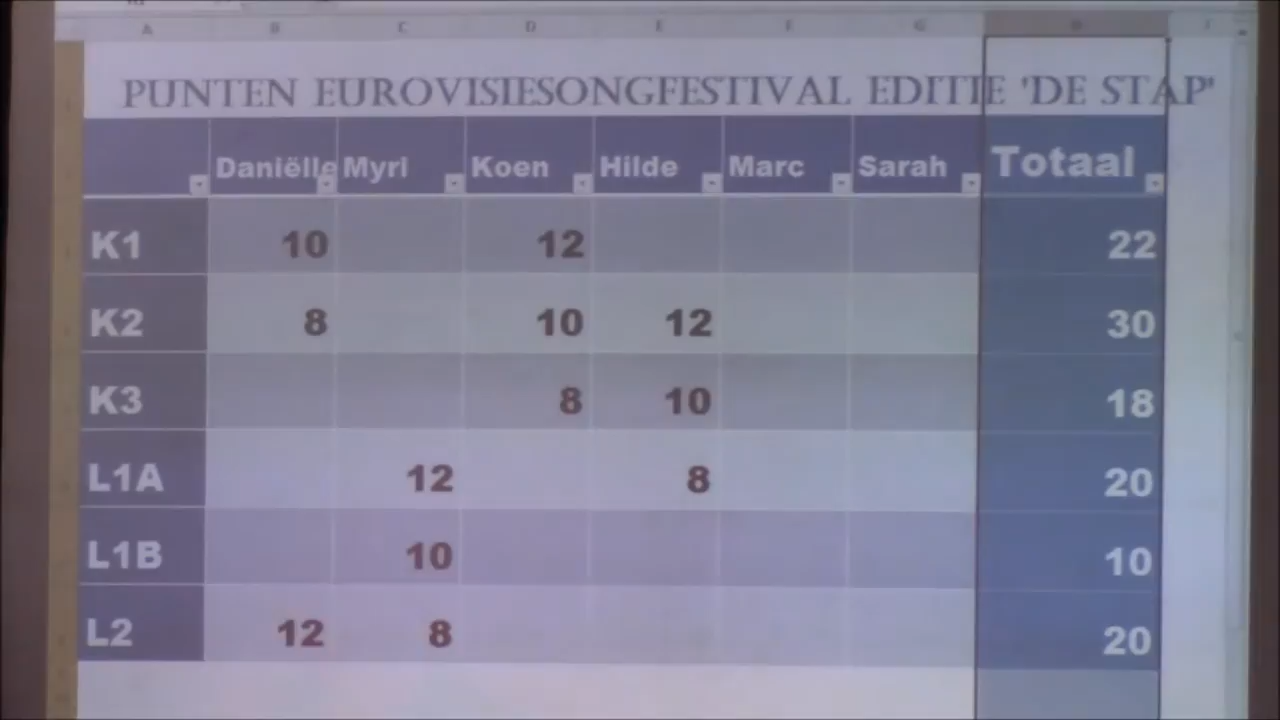 A B C D E F G H I
PUNTEN EUROVISIESONGFESTIVAL EDITIE 'DE STAP'
Daniëlle Myrl Koen Hilde Marc Sarah Totaal
K1 10 12 22
K2 8 10 12 30
K3 8 10 18
L1A 12 8 20
L1B 10 10
L2 12 8 20